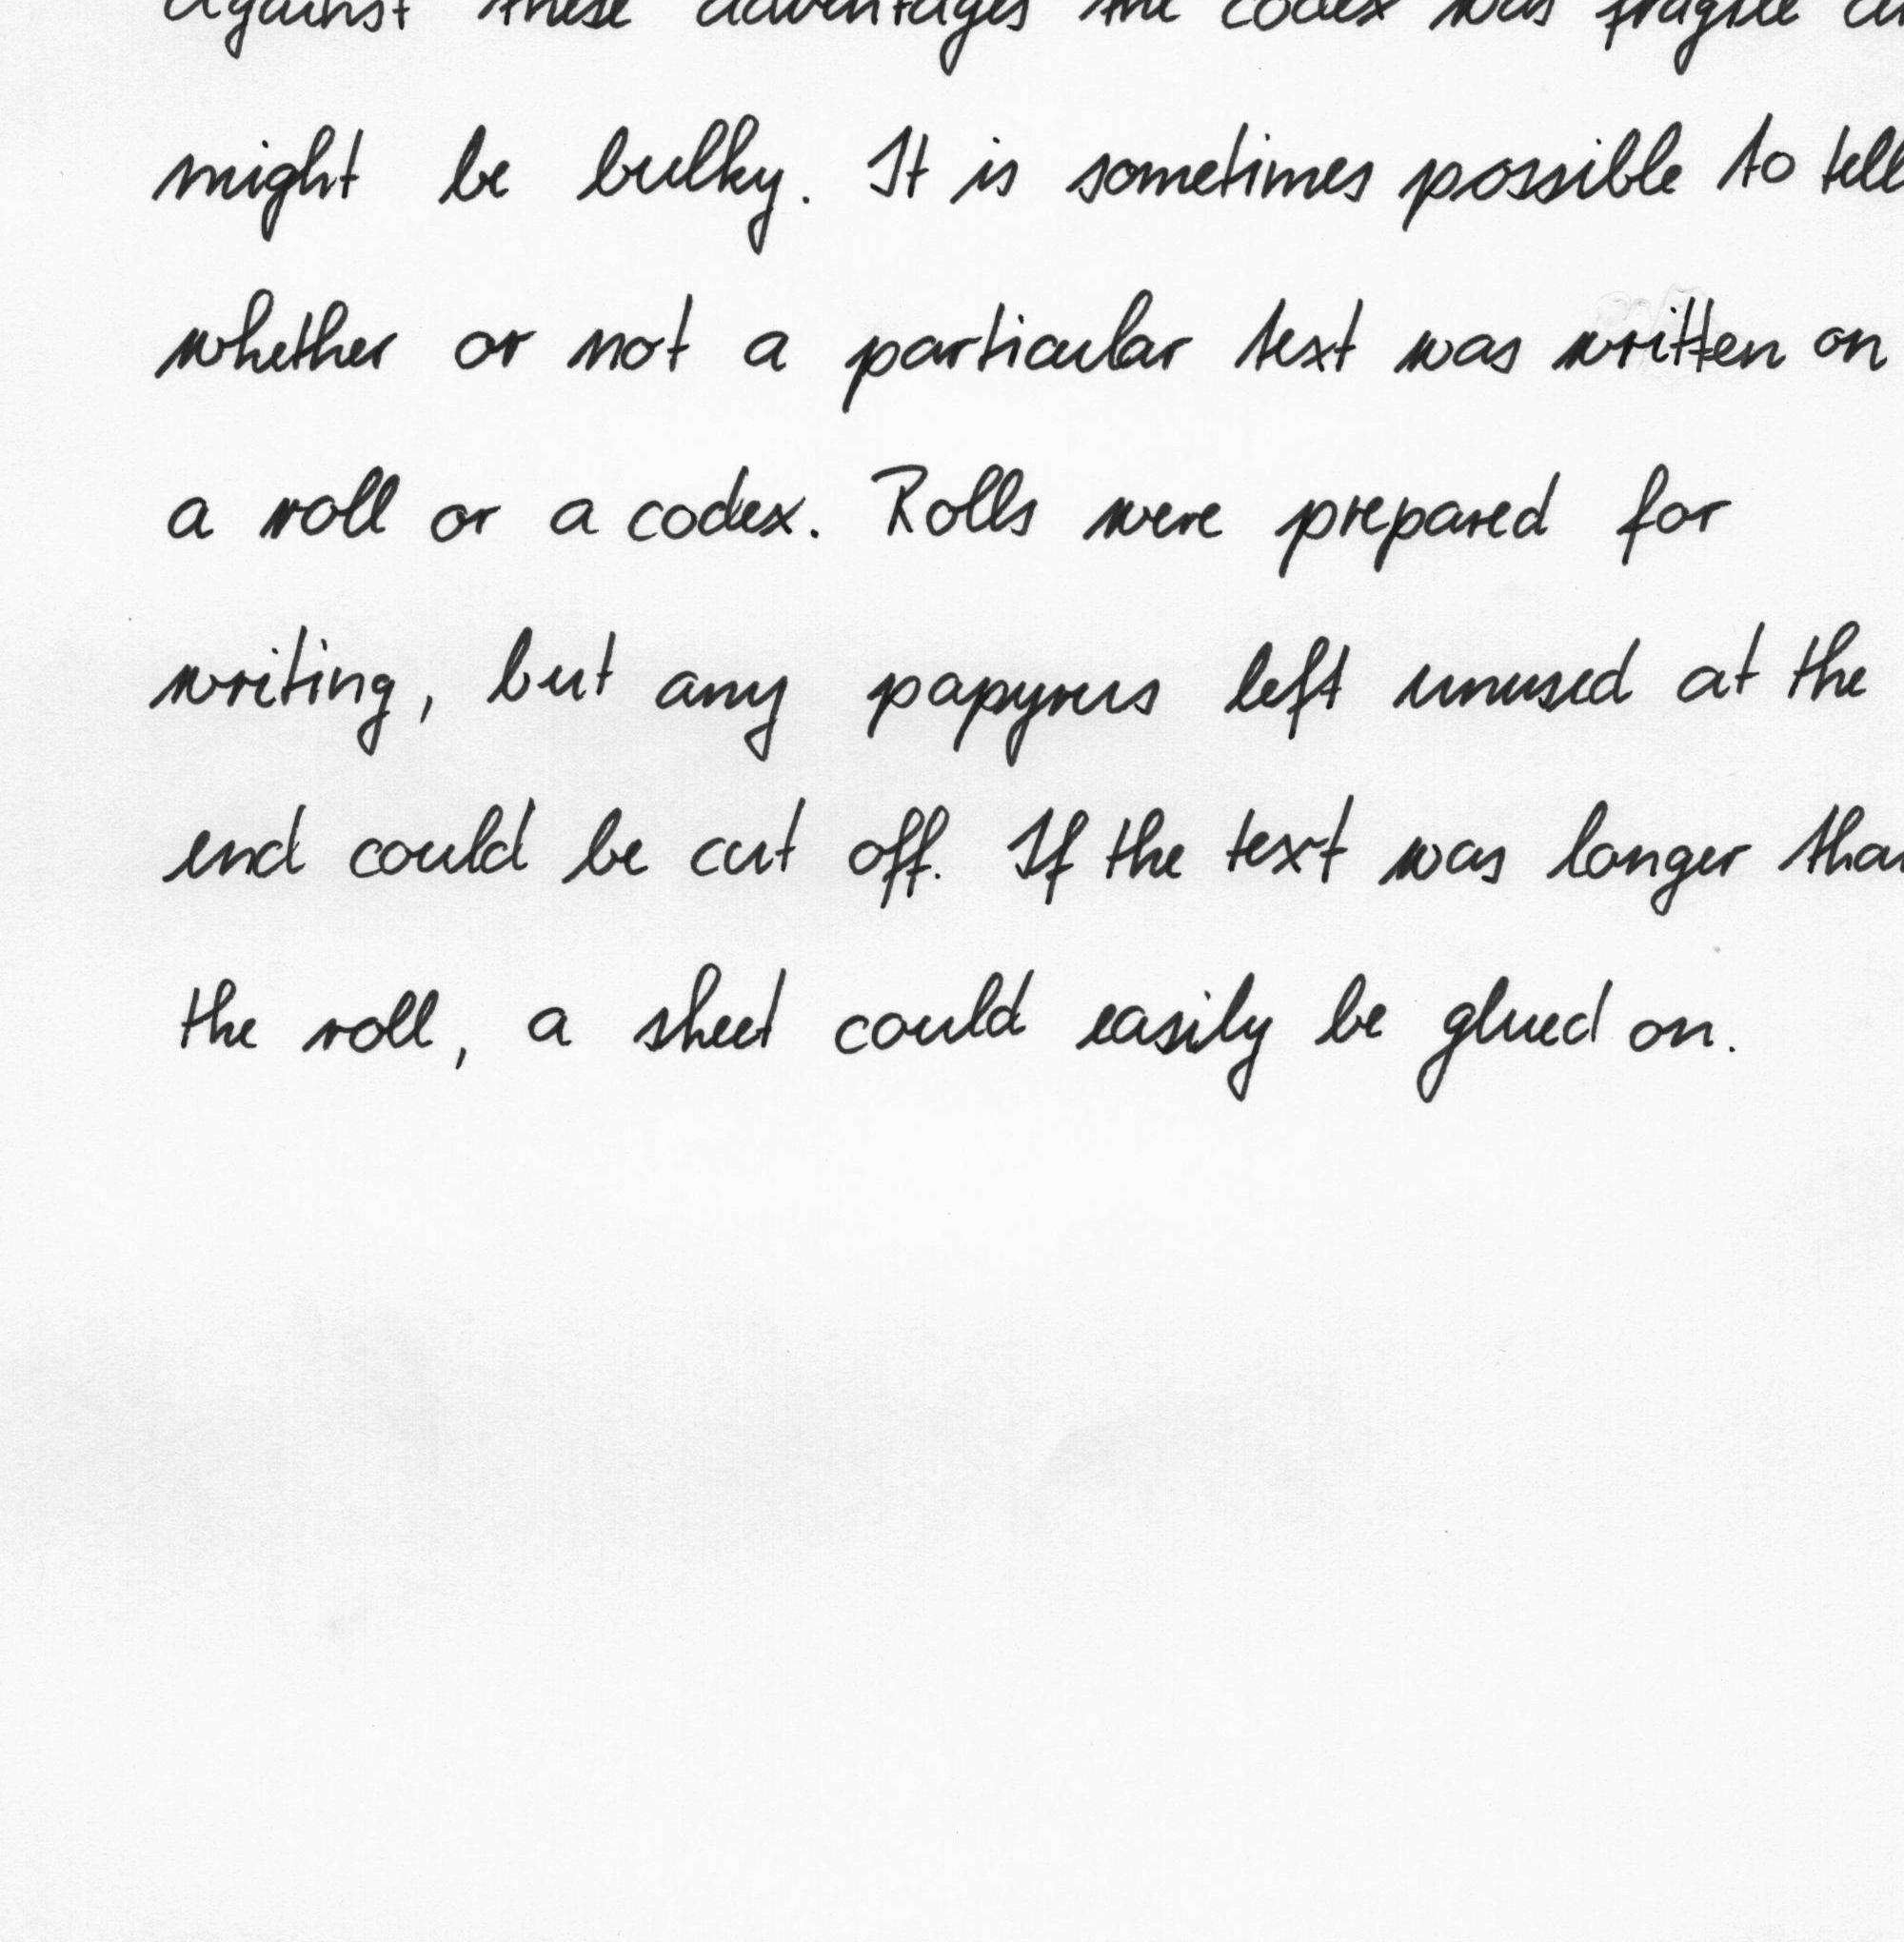 against these advantages the codex was fragile
might be bulky. It is sometimes possible to tell
whether or not a particular text was written on
a roll or a codex. Rolls were prepared for
writing, but any papyrus left unused at the
end could be cut off. If the text was longer than
the roll, a sheet could easily be glued on.